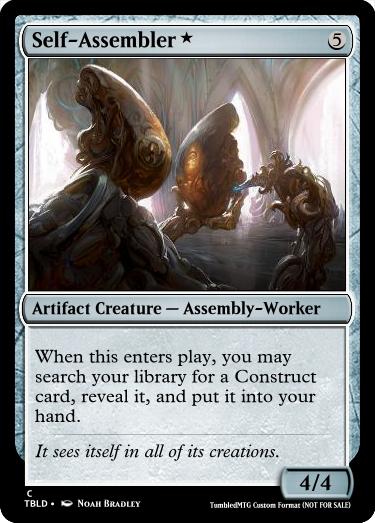 Self-Assembler ★ 5
Artifact Creature — Assembly-Worker
When this enters play, you may
search your library for a Construct
card, reveal it, and put it into your
hand.
It sees itself in all of its creations.
4/4
C
TBLD • Noah Bradley
TumbledMTG Custom Format (NOT FOR SALE)